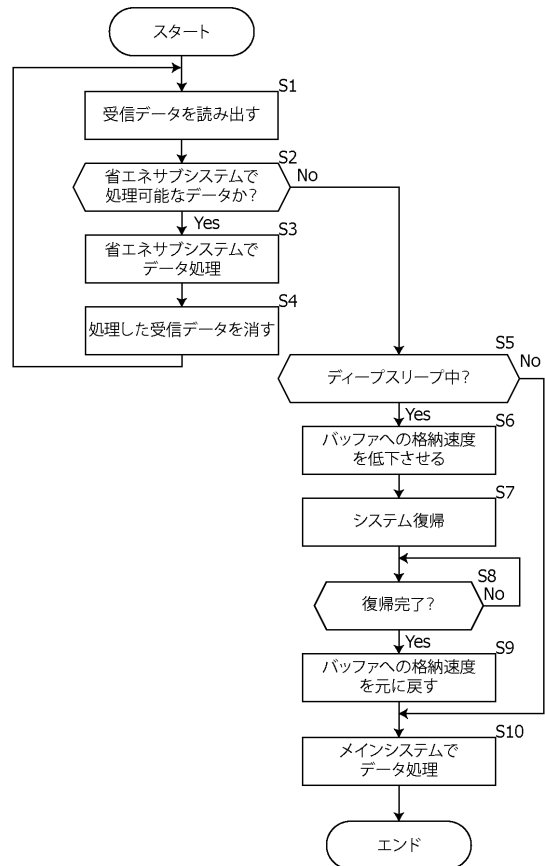 スタート
S1
受信データを読み出す
S2
省エネサブシステムで
処理可能なデータか?
No
Yes
S3
省エネサブシステムで
データ処理
S4
処理した受信データを消す
S5
ディープスリープ中?
No
Yes
S6
バッファへの格納速度
を低下させる
S7
システム復帰
S8
復帰完了?
No
Yes
S9
バッファへの格納速度
を元に戻す
S10
メインシステムで
データ処理
エンド